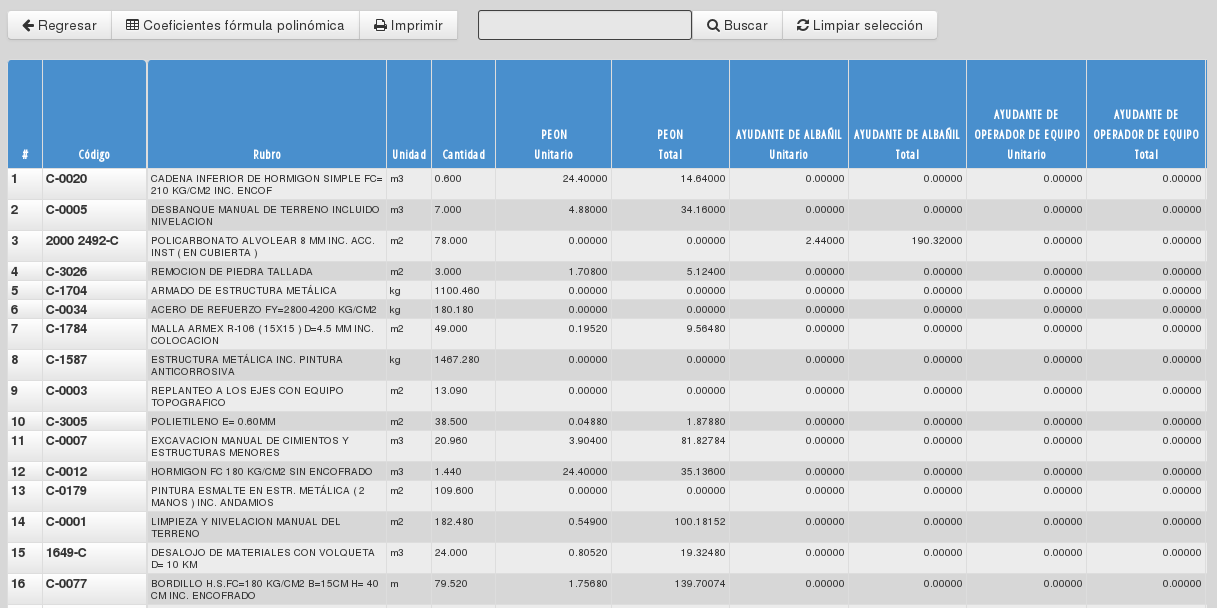 Regresar Coeficientes fórmula polinómica Imprimir Buscar Limpiar selección
AYUDANTE DE AYUDANTE DE
PEON PEON AYUDANTE DE ALBAÑIL AYUDANTE DE ALBAÑIL OPERADOR DE EQUIPO OPERADOR DE EQUIPO
# Código Rubro Unidad Cantidad Unitario Total Unitario Total Unitario Total
1 C-0020 CADENA INFERIOR DE HORMIGON SIMPLE FC= m3 0.600 24.40000 14.64000 0.00000 0.00000 0.00000 0.00000
210 KG/CM2 INC. ENCOF
2 C-0005 DESBANQUE MANUAL DE TERRENO INCLUIDO m3 7.000 4.88000 34.16000 0.00000 0.00000 0.00000 0.00000
NIVELACION
3 2000 2492-C POLICARBONATO ALVOLEAR 8 MM INC. ACC. m2 78.000 0.00000 0.00000 2.44000 190.32000 0.00000 0.00000
INST ( EN CUBIERTA )
4 C-3026 REMOCION DE PIEDRA TALLADA m2 3.000 1.70800 5.12400 0.00000 0.00000 0.00000 0.00000
5 C-1704 ARMADO DE ESTRUCTURA METÁLICA kg 1100.460 0.00000 0.00000 0.00000 0.00000 0.00000 0.00000
6 C-0034 ACERO DE REFUERZO FY=2800-4200 KG/CM2 kg 180.180 0.00000 0.00000 0.00000 0.00000 0.00000 0.00000
7 C-1784 MALLA ARMEX R-106 ( 15X15 ) D=4.5 MM INC. m2 49.000 0.19520 9.56480 0.00000 0.00000 0.00000 0.00000
COLOCACION
8 C-1587 ESTRUCTURA METÁLICA INC. PINTURA kg 1467.280 0.00000 0.00000 0.00000 0.00000 0.00000 0.00000
ANTICORROSIVA
9 C-0003 REPLANTEO A LOS EJES CON EQUIPO m2 13.090 0.00000 0.00000 0.00000 0.00000 0.00000 0.00000
TOPOGRAFICO
10 C-3005 POLIETILENO E= 0.60MM m2 38.500 0.04880 1.87880 0.00000 0.00000 0.00000 0.00000
11 C-0007 EXCAVACION MANUAL DE CIMIENTOS Y m3 20.960 3.90400 81.82784 0.00000 0.00000 0.00000 0.00000
ESTRUCTURAS MENORES
12 C-0012 HORMIGON FC 180 KG/CM2 SIN ENCOFRADO m3 1.440 24.40000 35.13600 0.00000 0.00000 0.00000 0.00000
13 C-0179 PINTURA ESMALTE EN ESTR. METÁLICA ( 2 m2 109.600 0.00000 0.00000 0.00000 0.00000 0.00000 0.00000
MANOS ) INC. ANDAMIOS
14 C-0001 LIMPIEZA Y NIVELACION MANUAL DEL m2 182.480 0.54900 100.18152 0.00000 0.00000 0.00000 0.00000
TERRENO
15 1649-C DESALOJO DE MATERIALES CON VOLQUETA m3 24.000 0.80520 19.32480 0.00000 0.00000 0.00000 0.00000
D= 10 KM
16 C-0077 BORDILLO H.S.FC=180 KG/CM2 B=15CM H= 40 m 79.520 1.75680 139.70074 0.00000 0.00000 0.00000 0.00000
CM INC. ENCOFRADO